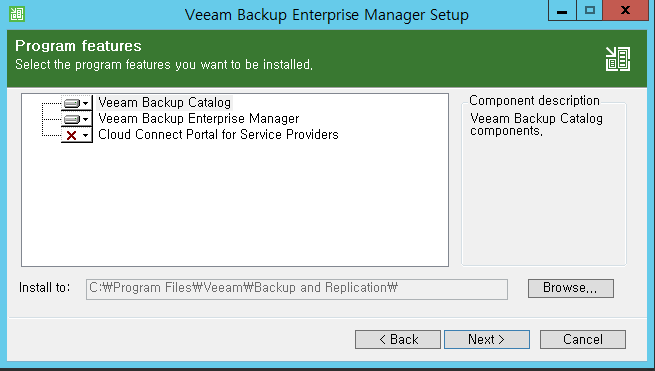 Veeam Backup Enterprise Manager Setup
Program features
Select the program features you want to be installed.
Veeam Backup Catalog
Veeam Backup Enterprise Manager
Cloud Connect Portal for Service Providers
Component description
Veeam Backup Catalog
components.
Install to: C:₩Program Files₩Veeam₩Backup and Replication₩
Browse...
< Back
Next >
Cancel